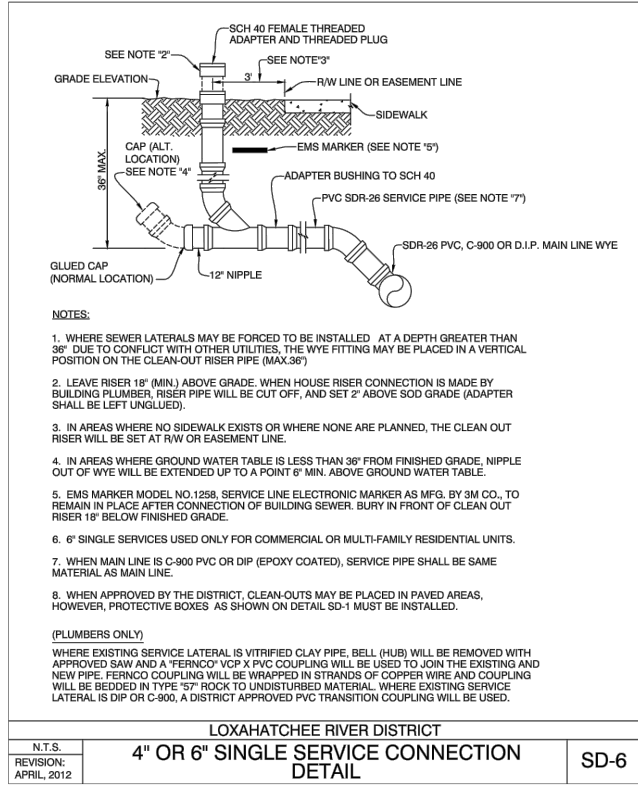 SCH 40 FEMALE THREADED
ADAPTER AND THREADED PLUG
SEE NOTE "2"
SEE NOTE"3"
GRADE ELEVATION
3'
R/W LINE OR EASEMENT LINE
SIDEWALK
CAP (ALT.
LOCATION)
SEE NOTE "4"
36" MAX.
EMS MARKER (SEE NOTE "5")
ADAPTER BUSHING TO SCH 40
PVC SDR-26 SERVICE PIPE (SEE NOTE "7")
SDR-26 PVC, C-900 OR D.I.P. MAIN LINE WYE
GLUED CAP
(NORMAL LOCATION)
12" NIPPLE
NOTES:
1. WHERE SEWER LATERALS MAY BE FORCED TO BE INSTALLED AT A DEPTH GREATER THAN
36" DUE TO CONFLICT WITH OTHER UTILITIES, THE WYE FITTING MAY BE PLACED IN A VERTICAL
POSITION ON THE CLEAN-OUT RISER PIPE (MAX.36")
2. LEAVE RISER 18" (MIN.) ABOVE GRADE. WHEN HOUSE RISER CONNECTION IS MADE BY
BUILDING PLUMBER, RISER PIPE WILL BE CUT OFF, AND SET 2" ABOVE SOD GRADE (ADAPTER
SHALL BE LEFT UNGLUED).
3. IN AREAS WHERE NO SIDEWALK EXISTS OR WHERE NONE ARE PLANNED, THE CLEAN OUT
RISER WILL BE SET AT R/W OR EASEMENT LINE.
4. IN AREAS WHERE GROUND WATER TABLE IS LESS THAN 36" FROM FINISHED GRADE, NIPPLE
OUT OF WYE WILL BE EXTENDED UP TO A POINT 6" MIN. ABOVE GROUND WATER TABLE.
5. EMS MARKER MODEL NO.1258, SERVICE LINE ELECTRONIC MARKER AS MFG. BY 3M CO., TO
REMAIN IN PLACE AFTER CONNECTION OF BUILDING SEWER. BURY IN FRONT OF CLEAN OUT
RISER 18" BELOW FINISHED GRADE.
6. 6" SINGLE SERVICES USED ONLY FOR COMMERCIAL OR MULTI-FAMILY RESIDENTIAL UNITS.
7. WHEN MAIN LINE IS C-900 PVC OR DIP (EPOXY COATED), SERVICE PIPE SHALL BE SAME
MATERIAL AS MAIN LINE.
8. WHEN APPROVED BY THE DISTRICT, CLEAN-OUTS MAY BE PLACED IN PAVED AREAS,
HOWEVER, PROTECTIVE BOXES AS SHOWN ON DETAIL SD-1 MUST BE INSTALLED.
(PLUMBERS ONLY)
WHERE EXISTING SERVICE LATERAL IS VITRIFIED CLAY PIPE, BELL (HUB) WILL BE REMOVED WITH
APPROVED SAW AND A "FERNCO" VCP X PVC COUPLING WILL BE USED TO JOIN THE EXISTING AND
NEW PIPE. FERNCO COUPLING WILL BE WRAPPED IN STRANDS OF COPPER WIRE AND COUPLING
WILL BE BEDDED IN TYPE "57" ROCK TO UNDISTURBED MATERIAL. WHERE EXISTING SERVICE
LATERAL IS DIP OR C-900, A DISTRICT APPROVED PVC TRANSITION COUPLING WILL BE USED.
LOXAHATCHEE RIVER DISTRICT
N.T.S.
REVISION:
APRIL, 2012
4" OR 6" SINGLE SERVICE CONNECTION
DETAIL
SD-6